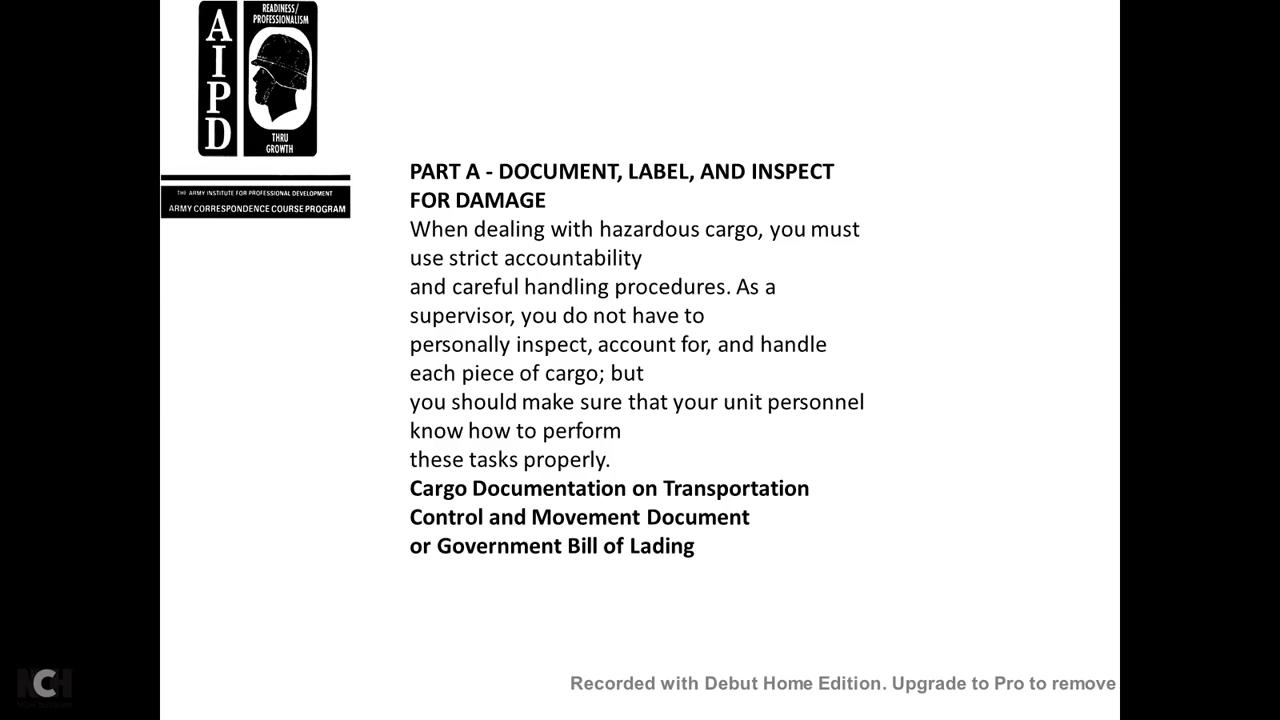 READINESS/
PROFESSIONALISM
AIPD
THRU
GROWTH
THE ARMY INSTITUTE FOR PROFESSIONAL DEVELOPMENT
ARMY CORRESPONDENCE COURSE PROGRAM
PART A - DOCUMENT, LABEL, AND INSPECT
FOR DAMAGE
When dealing with hazardous cargo, you must
use strict accountability
and careful handling procedures. As a
supervisor, you do not have to
personally inspect, account for, and handle
each piece of cargo; but
you should make sure that your unit personnel
know how to perform
these tasks properly.
Cargo Documentation on Transportation
Control and Movement Document
or Government Bill of Lading
NCH
Recorded with Debut Home Edition. Upgrade to Pro to remove